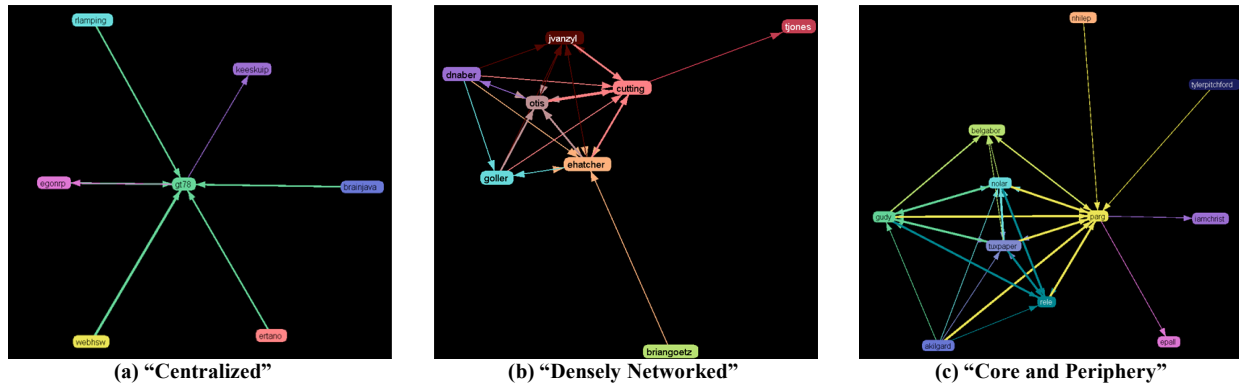 rlamping
keeskuip
egonrp
gt78
brainjava
webhsw
ertano
(a) “Centralized”
tjones
jvanzyl
dnaber
cutting
otis
ehatcher
goller
briangoetz
(b) “Densely Networked”
nhilep
tylerpitchford
belgabor
nolar
gudy
parg
iamchrist
tuxpaper
rele
akilgard
epall
(c) “Core and Periphery”